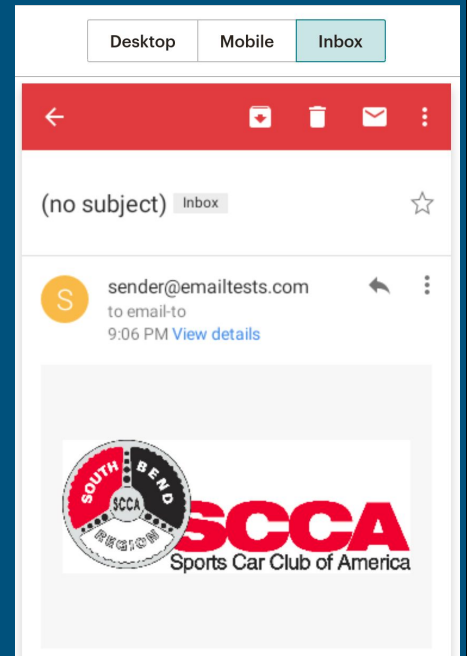 Desktop Mobile Inbox
(no subject) Inbox
S
sender@emailtests.com
to email-to
9:06 PM View details
SOUTH BEND
SCCA
REGION
SCCA
Sports Car Club of America